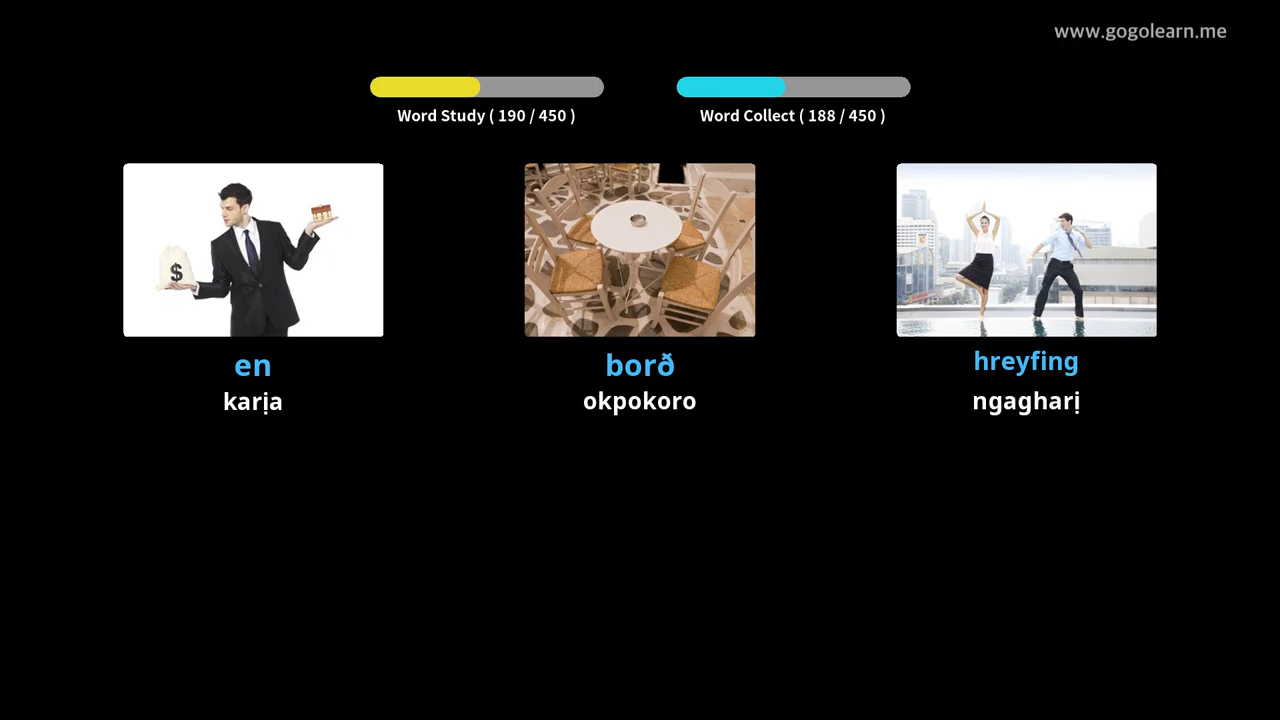 www.gogolearn.me
Word Study ( 190 / 450 )
Word Collect ( 188 / 450 )
$
en
borð
hreyfing
karịa
okpokoro
ngagharị